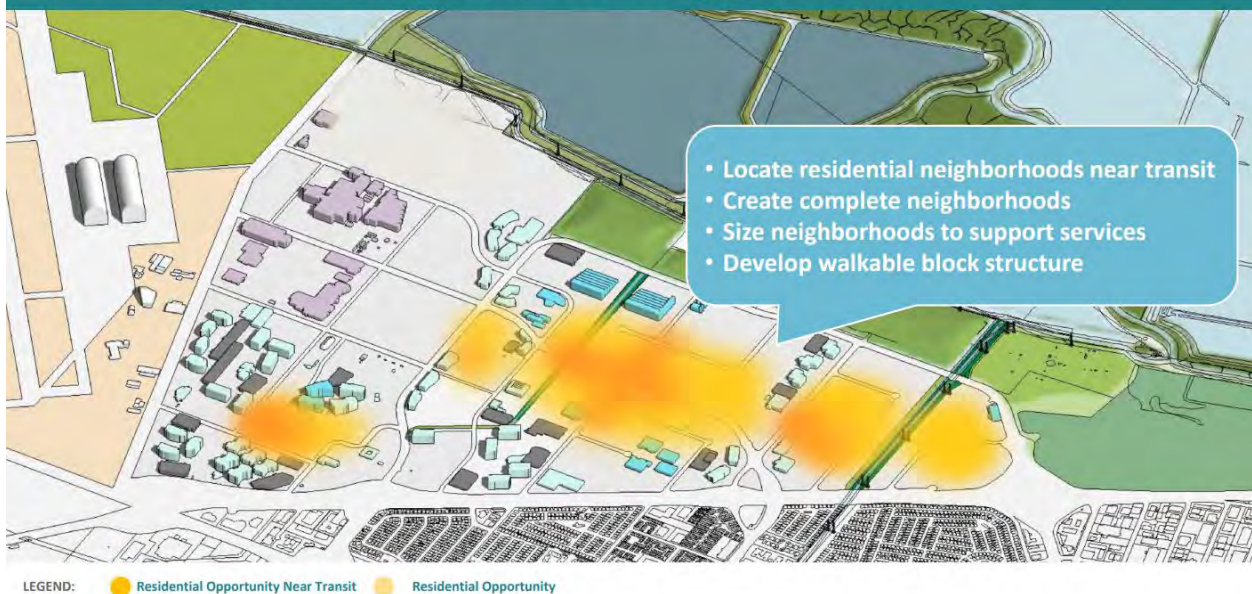 • Locate residential neighborhoods near transit
• Create complete neighborhoods
• Size neighborhoods to support services
• Develop walkable block structure
LEGEND: Residential Opportunity Near Transit Residential Opportunity